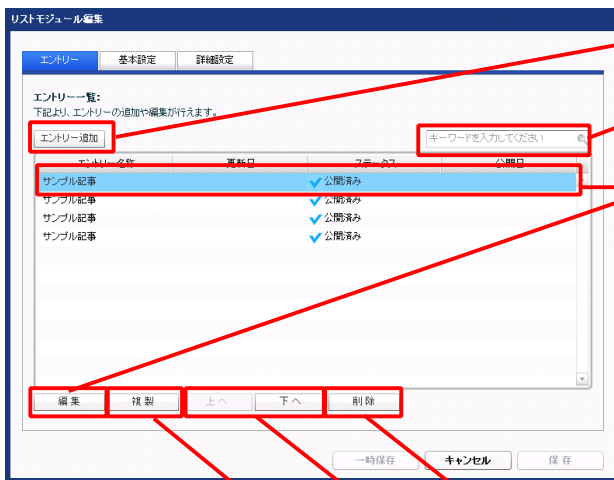 リストモジュール編集
エントリー 基本設定 詳細設定
エントリー一覧:
下記より、エントリーの追加や編集が行えます。
エントリー追加 キーワードを入力してください
エントリー名称 更新日 ステータス 公開日
サンプル記事 公開済み
サンプル記事 公開済み
サンプル記事 公開済み
サンプル記事 公開済み
編集 複製 上へ 下へ 削除
一時保存 キャンセル 保存